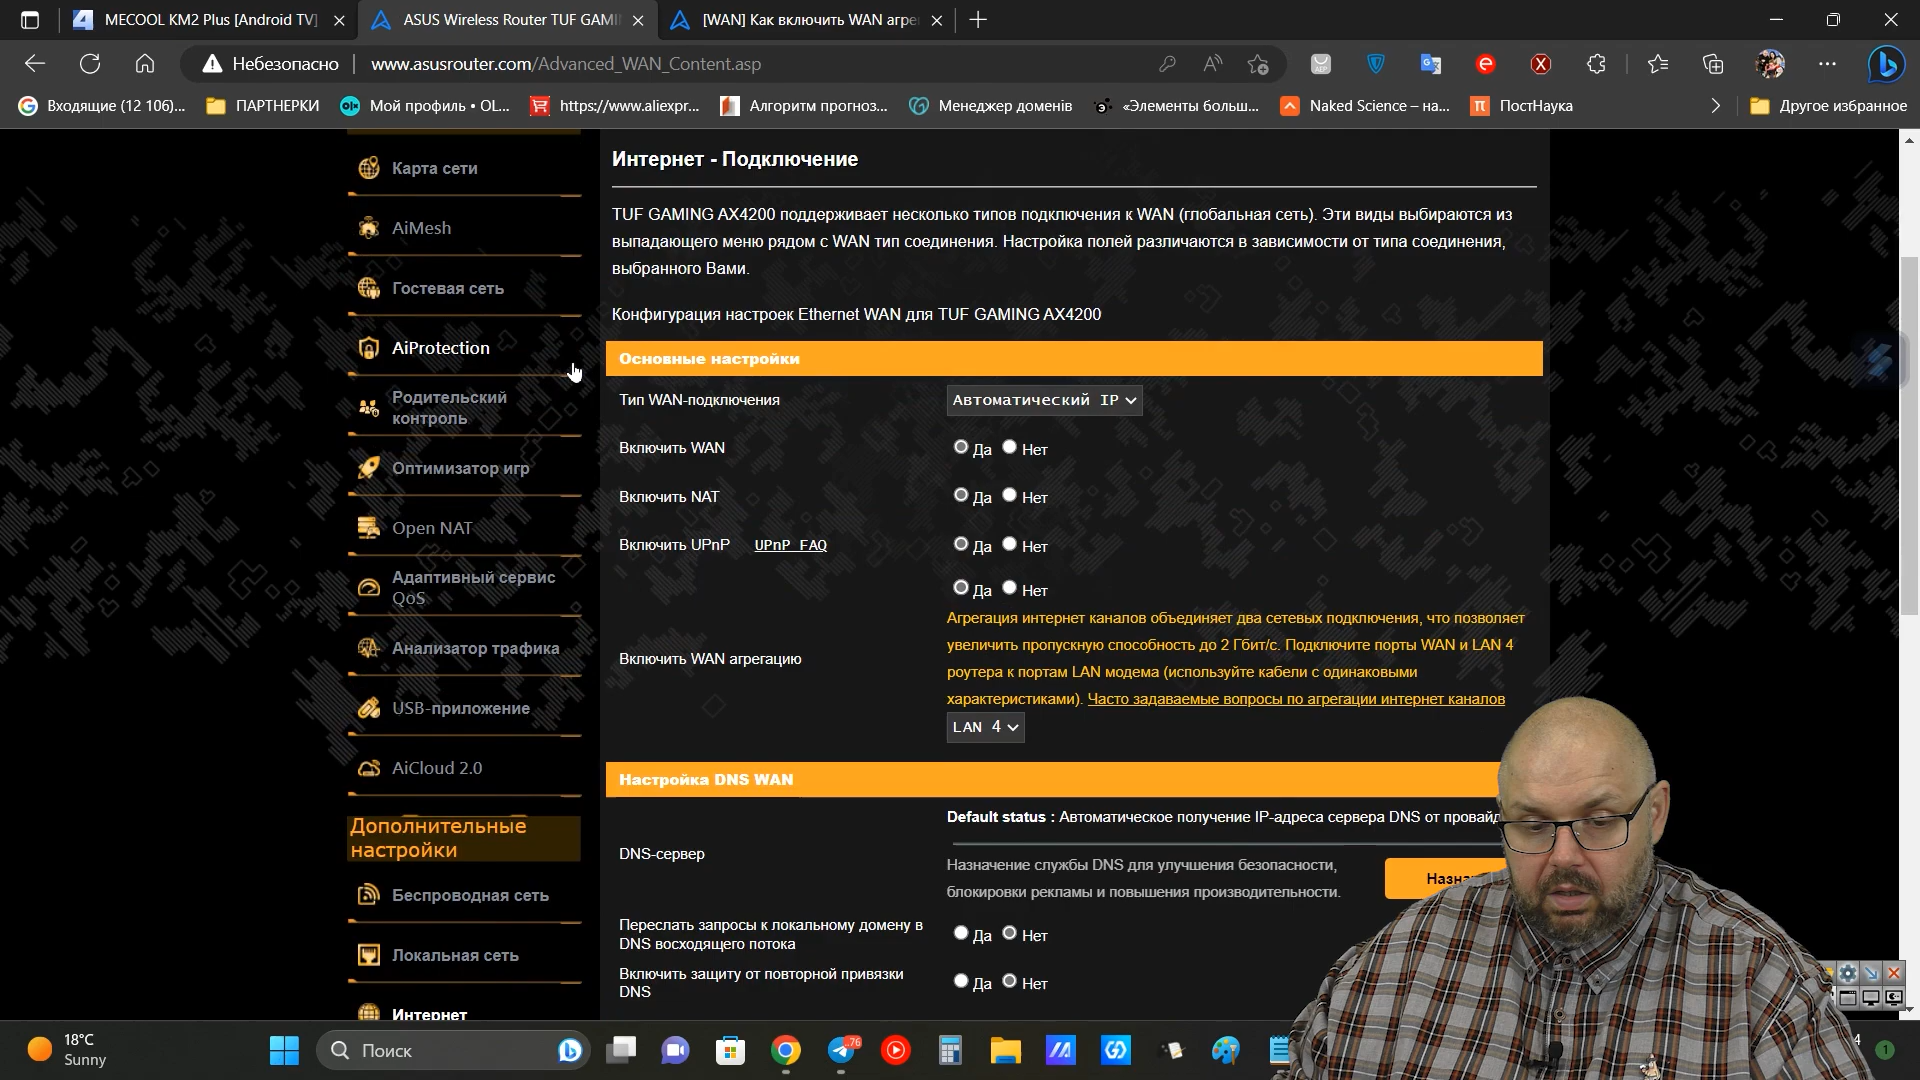 MECOOL KM2 Plus [Android TV]
ASUS Wireless Router TUF GAMI
[WAN] Как включить WAN агре
Небезопасно
www.asusrouter.com/Advanced_WAN_Content.asp
Входящие (12 106)...
ПАРТНЕРКИ
Мой профиль • OL...
https://www.aliexpr...
Алгоритм прогноз...
Менеджер доменів
«Элементы больш...
Naked Science – на...
ПостНаука
Другое избранное
Карта сети
AiMesh
Гостевая сеть
AiProtection
Родительский
контроль
Оптимизатор игр
Open NAT
Адаптивный сервис
QoS
Анализатор трафика
USB-приложение
AiCloud 2.0
Дополнительные
настройки
Беспроводная сеть
Локальная сеть
Интернет
Интернет - Подключение
TUF GAMING AX4200 поддерживает несколько типов подключения к WAN (глобальная сеть). Эти виды выбираются из
выпадающего меню рядом с WAN тип соединения. Настройка полей различаются в зависимости от типа соединения,
выбранного Вами.
Конфигурация настроек Ethernet WAN для TUF GAMING AX4200
Основные настройки
Тип WAN-подключения
Автоматический IP
Включить WAN
Да Нет
Включить NAT
Да Нет
Включить UPnP UPnP FAQ
Да Нет
Да Нет
Включить WAN агрегацию
Агрегация интернет каналов объединяет два сетевых подключения, что позволяет
увеличить пропускную способность до 2 Гбит/с. Подключите порты WAN и LAN 4
роутера к портам LAN модема (используйте кабели с одинаковыми
характеристиками). Часто задаваемые вопросы по агрегации интернет каналов
LAN 4
Настройка DNS WAN
DNS-сервер
Default status : Автоматическое получение IP-адреса сервера DNS от провайд
Назначение службы DNS для улучшения безопасности,
блокировки рекламы и повышения производительности.
Назна
Переслать запросы к локальному домену в
DNS восходящего потока
Да Нет
Включить защиту от повторной привязки
DNS
Да Нет
18°C
Sunny
Поиск
76
4
1